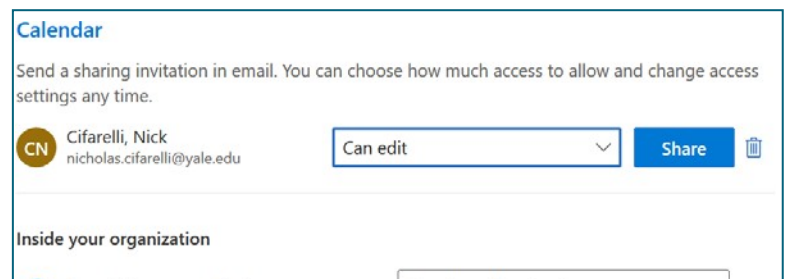 Calendar
Send a sharing invitation in email. You can choose how much access to allow and change access
settings any time.
CN
Cifarelli, Nick
nicholas.cifarelli@yale.edu
Can edit
Share
Inside your organization